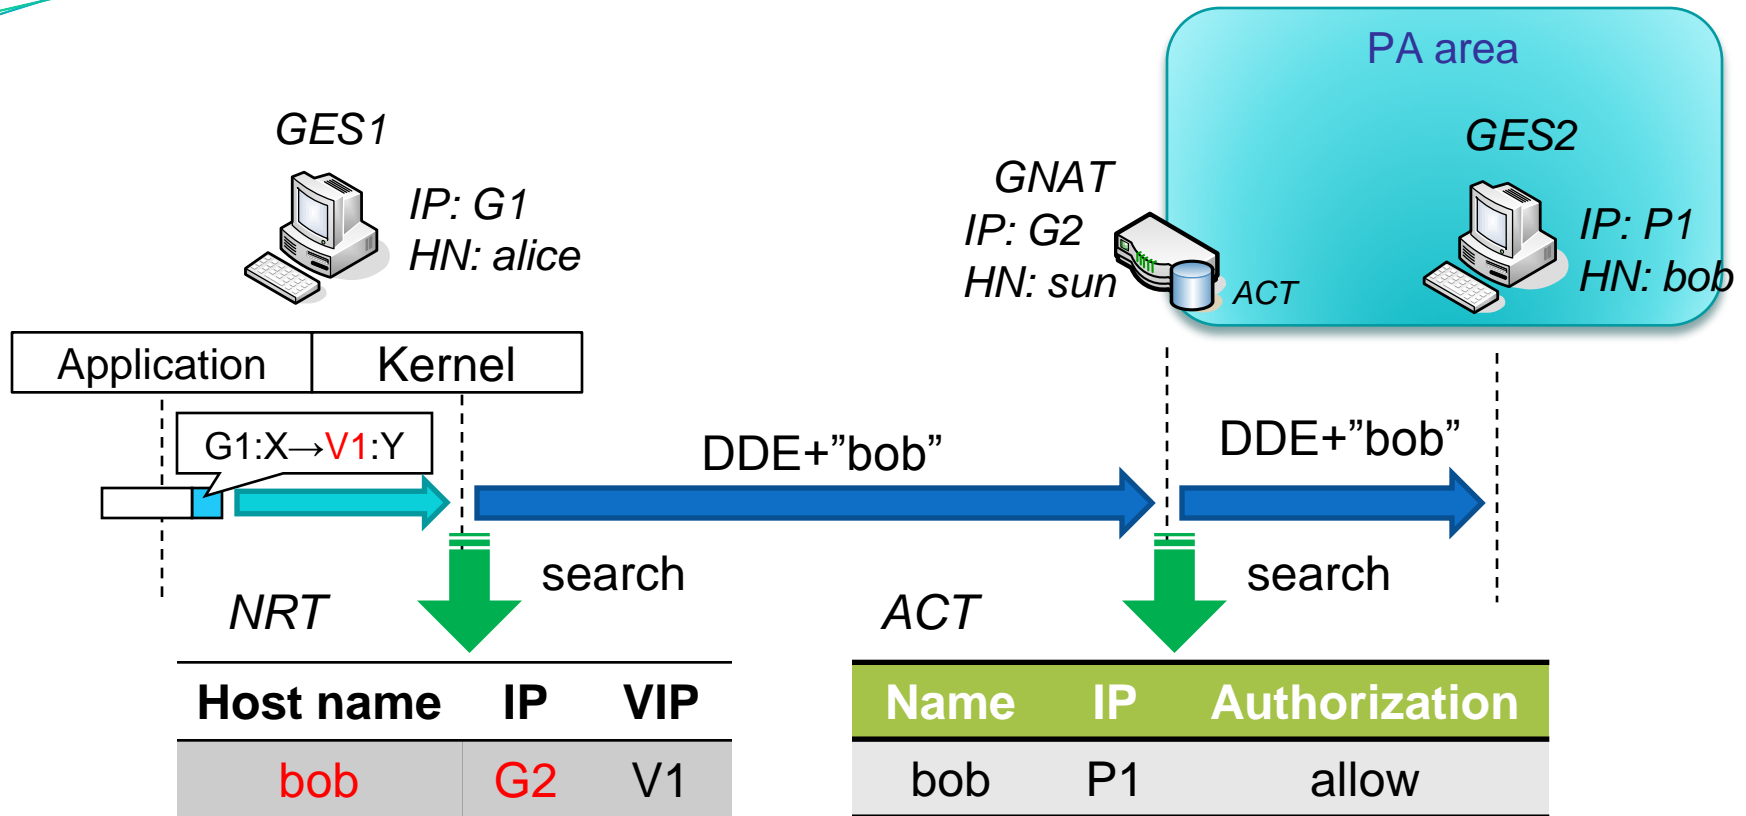 PA area
GES1
IP: G1
HN: alice
GNAT
IP: G2
HN: sun
ACT
GES2
IP: P1
HN: bob
Application Kernel
G1:X→V1:Y
DDE+”bob”
DDE+”bob”
search
search
NRT
Host name IP VIP
bob G2 V1
ACT
Name IP Authorization
bob P1 allow